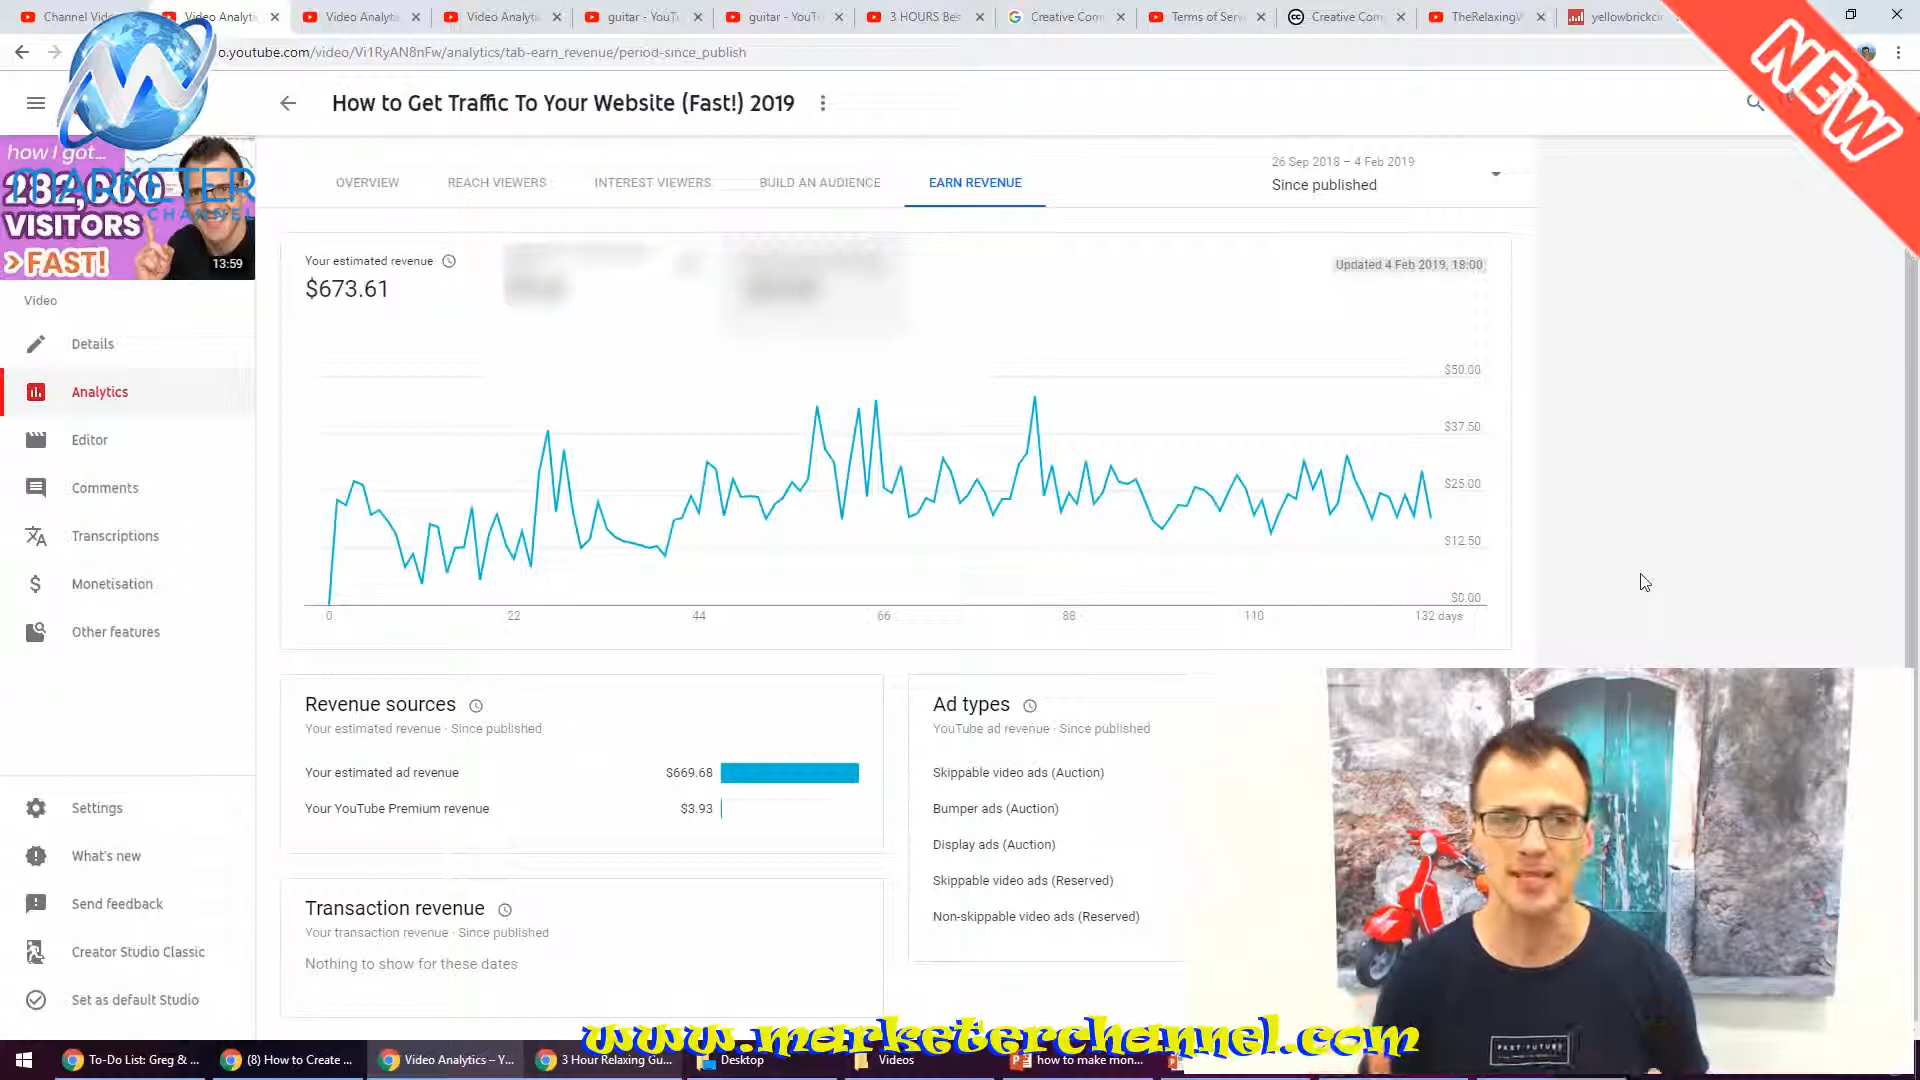 Channel Vid
Video Analyti
Video Analyti
Video Analyti
guitar - YouT
guitar - YouT
3 HOURS Bes
Creative Com
Terms of Serv
Creative Com
TheRelaxingV
yellowbrickcin
o.youtube.com/video/Vi1RyAN8nFw/analytics/tab-earn_revenue/period-since_publish
NEW
How to Get Traffic To Your Website (Fast!) 2019
how I got...
282,000
VISITORS
>FAST!
13:59
MARKETER
CHANNEL
OVERVIEW
REACH VIEWERS
INTEREST VIEWERS
BUILD AN AUDIENCE
EARN REVENUE
26 Sep 2018 – 4 Feb 2019
Since published
Your estimated revenue
$673.61
Updated 4 Feb 2019, 18:00
$50.00
$37.50
$25.00
$12.50
$0.00
0 22 44 66 88 110 132 days
Video
Details
Analytics
Editor
Comments
Transcriptions
Monetisation
Other features
Settings
What's new
Send feedback
Creator Studio Classic
Set as default Studio
Revenue sources
Your estimated revenue · Since published
Your estimated ad revenue $669.68
Your YouTube Premium revenue $3.93
Transaction revenue
Your transaction revenue · Since published
Nothing to show for these dates
Ad types
YouTube ad revenue · Since published
Skippable video ads (Auction)
Bumper ads (Auction)
Display ads (Auction)
Skippable video ads (Reserved)
Non-skippable video ads (Reserved)
PAST FUTURE
www.marketerchannel.com
To-Do List: Greg & ...
(8) How to Create ...
Video Analytics – Y...
3 Hour Relaxing Gu...
Desktop
Videos
how to make mon...